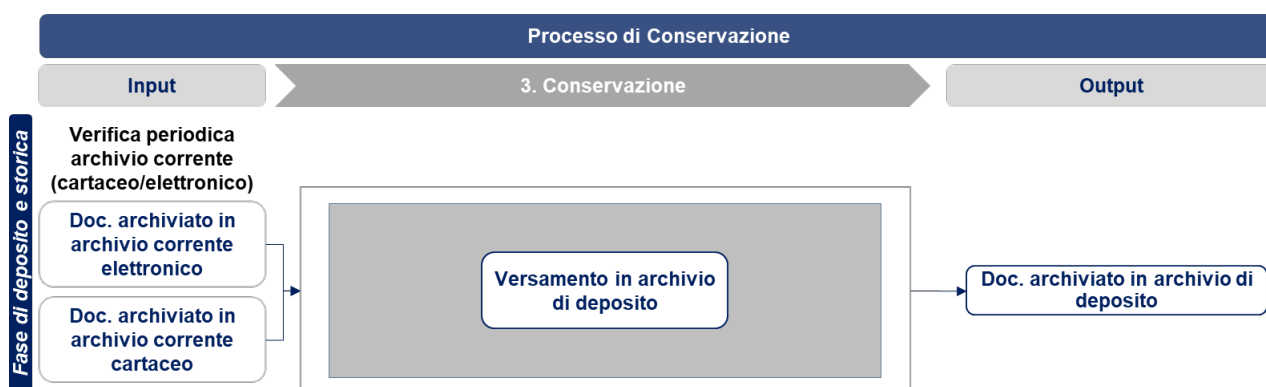 Processo di Conservazione
Input
3. Conservazione
Output
Fase di deposito e storica
Verifica periodica
archivio corrente
(cartaceo/elettronico)
Doc. archiviato in
archivio corrente
elettronico
Doc. archiviato in
archivio corrente
cartaceo
Versamento in archivio
di deposito
Doc. archiviato in archivio di
deposito